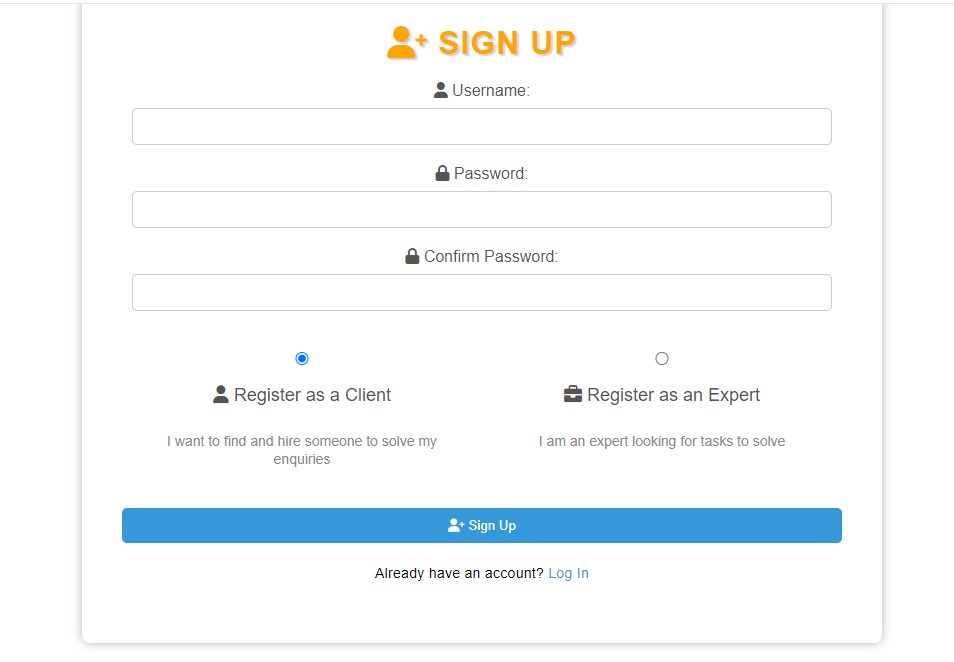 SIGN UP
Username:
Password:
Confirm Password:
Register as a Client
I want to find and hire someone to solve my
enquiries
Register as an Expert
I am an expert looking for tasks to solve
Sign Up
Already have an account? Log In